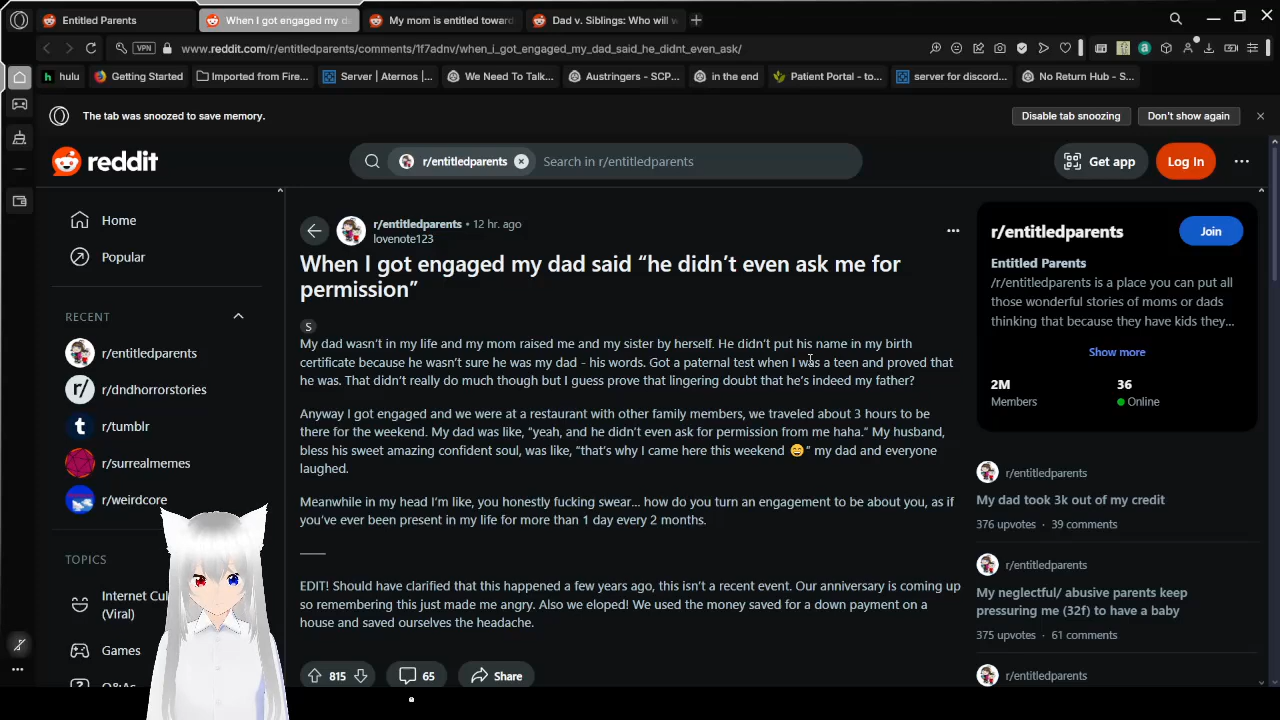 Entitled Parents
When I got engaged my da
My mom is entitled toward
Dad v. Siblings: Who will w
VPN
www.reddit.com/r/entitledparents/comments/1f7adnv/when_i_got_engaged_my_dad_said_he_didnt_even_ask/
hulu
Getting Started
Imported from Fire...
Server | Aternos |...
We Need To Talk...
Austringers - SCP...
in the end
Patient Portal - to...
server for discord...
No Return Hub - S...
The tab was snoozed to save memory.
Disable tab snoozing
Don't show again
reddit
r/entitledparents
Search in r/entitledparents
Get app
Log In
Home
Popular
RECENT
r/entitledparents
r/dndhorrorstories
r/tumblr
r/surrealmemes
r/weirdcore
TOPICS
Internet Cul
(Viral)
Games
r/entitledparents • 12 hr. ago
lovenote123
When I got engaged my dad said “he didn’t even ask me for
permission”
S
My dad wasn’t in my life and my mom raised me and my sister by herself. He didn’t put his name in my birth
certificate because he wasn’t sure he was my dad - his words. Got a paternal test when I was a teen and proved that
he was. That didn’t really do much though but I guess prove that lingering doubt that he’s indeed my father?
Anyway I got engaged and we were at a restaurant with other family members, we traveled about 3 hours to be
there for the weekend. My dad was like, “yeah, and he didn’t even ask for permission from me haha.” My husband,
bless his sweet amazing confident soul, was like, “that’s why I came here this weekend 😄” my dad and everyone
laughed.
Meanwhile in my head I’m like, you honestly fucking swear... how do you turn an engagement to be about you, as if
you’ve ever been present in my life for more than 1 day every 2 months.
——
EDIT! Should have clarified that this happened a few years ago, this isn’t a recent event. Our anniversary is coming up
so remembering this just made me angry. Also we eloped! We used the money saved for a down payment on a
house and saved ourselves the headache.
815
65
Share
r/entitledparents
Join
Entitled Parents
/r/entitledparents is a place you can put all
those wonderful stories of moms or dads
thinking that because they have kids they...
Show more
2M
36
Members
Online
r/entitledparents
My dad took 3k out of my credit
376 upvotes · 39 comments
r/entitledparents
My neglectful/ abusive parents keep
pressuring me (32f) to have a baby
375 upvotes · 61 comments
r/entitledparents